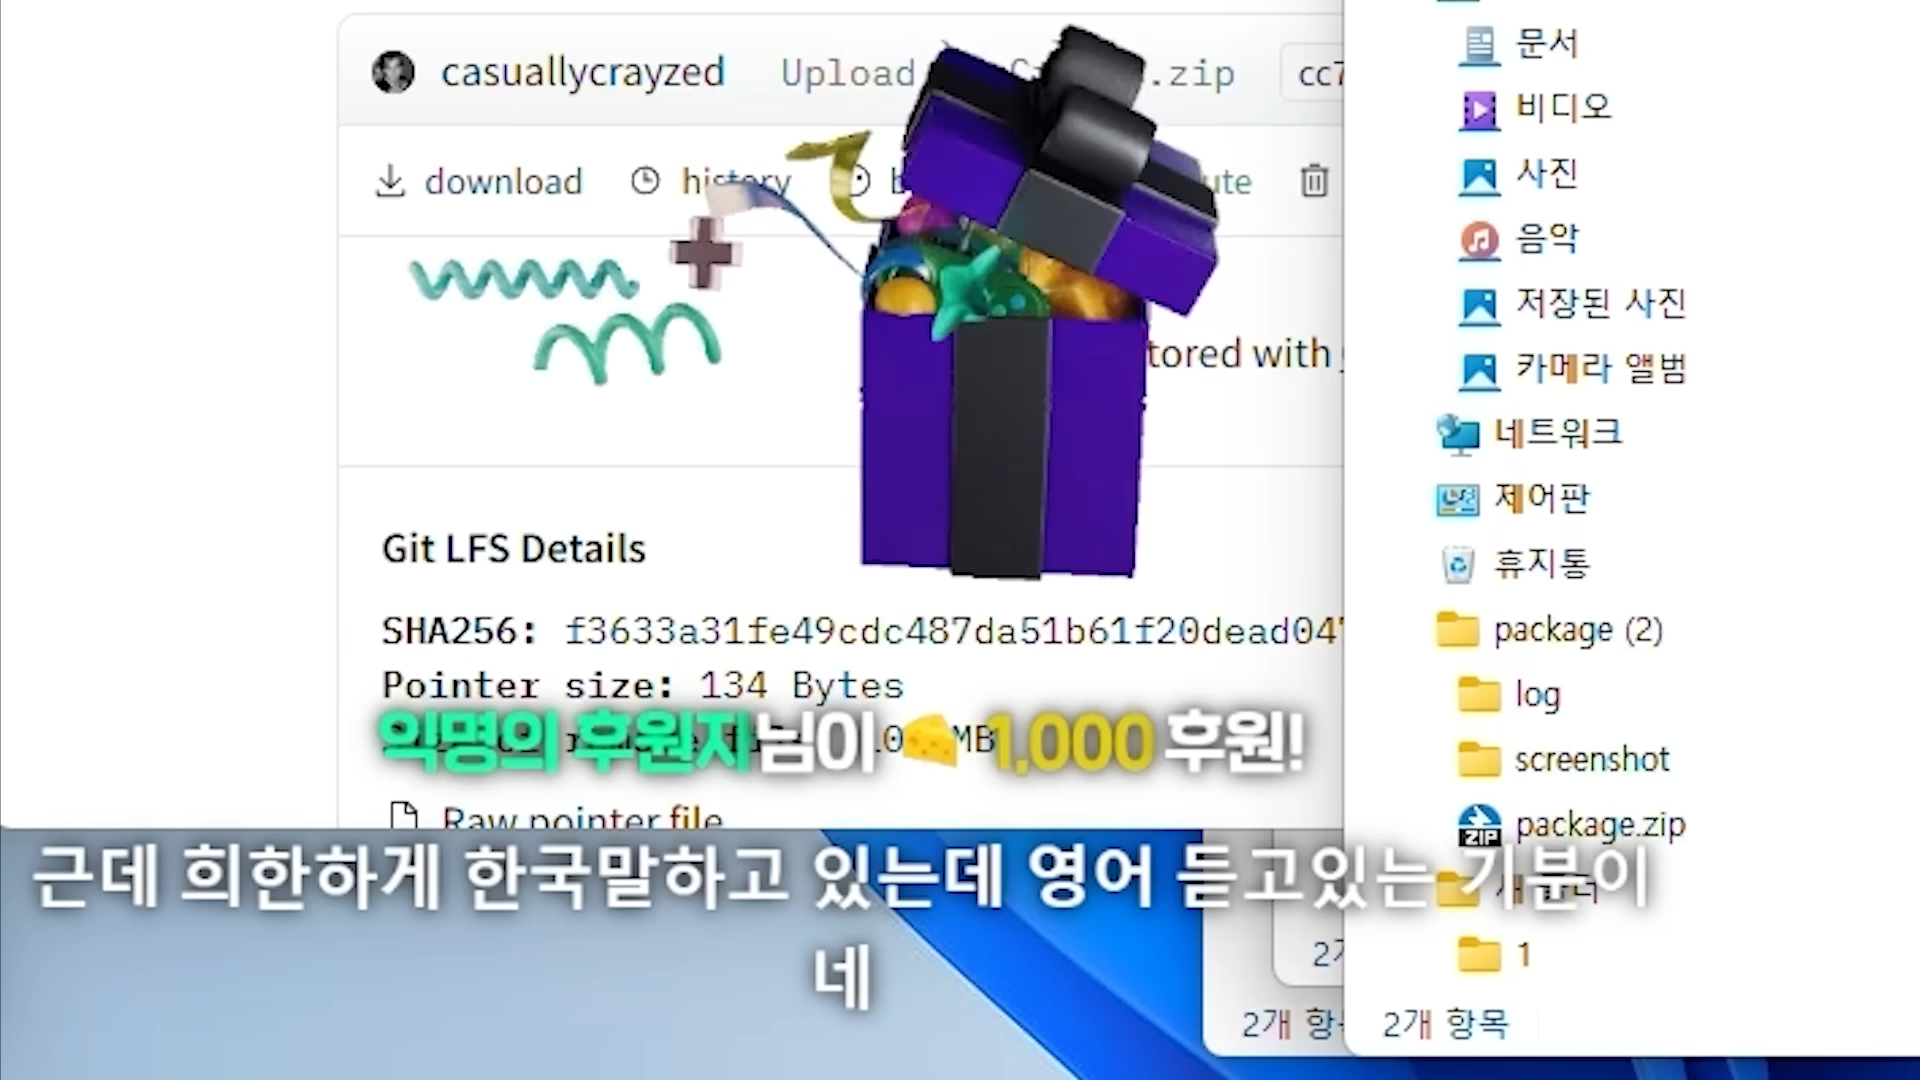 casuallycrayzed Upload .zip cc7
download history
tored with
Git LFS Details
SHA256: f3633a31fe49cdc487da51b61f20dead04
Pointer size: 134 Bytes
익명의 후원자님이 1,000 후원!
MB
Raw pointer file
근데 희한하게 한국말하고 있는데 영어 듣고있는 기분이
네
문서
비디오
사진
음악
저장된 사진
카메라 앨범
네트워크
제어판
휴지통
package (2)
log
screenshot
package.zip
1
2개
2개 항목